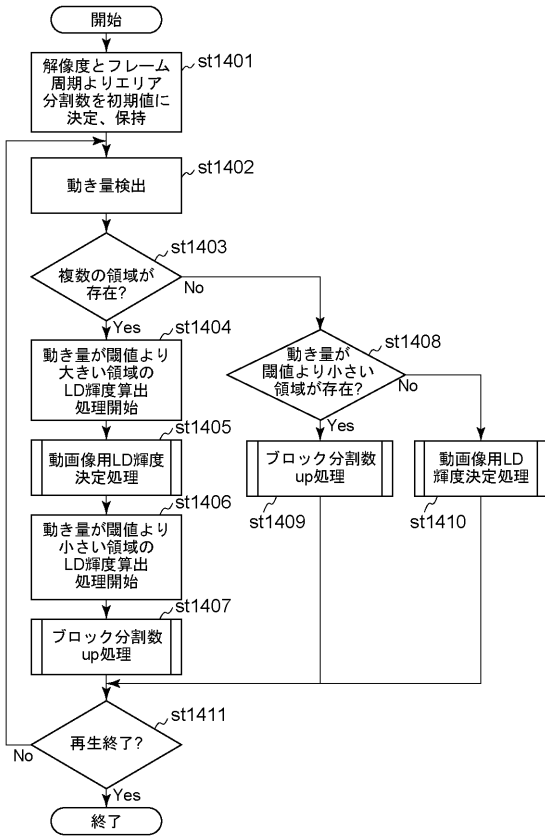 開始
解像度とフレーム
周期よりエリア
分割数を初期値に
決定、保持
st1401
動き量検出
st1402
複数の領域が
存在?
st1403
No
Yes
動き量が閾値より
大きい領域の
LD輝度算出
処理開始
st1404
動画像用LD輝度
決定処理
st1405
動き量が閾値より
小さい領域の
LD輝度算出
処理開始
st1406
ブロック分割数
up処理
st1407
動き量が
閾値より小さい
領域が存在?
st1408
No
Yes
ブロック分割数
up処理
st1409
動画像用LD
輝度決定処理
st1410
再生終了?
st1411
No
Yes
終了